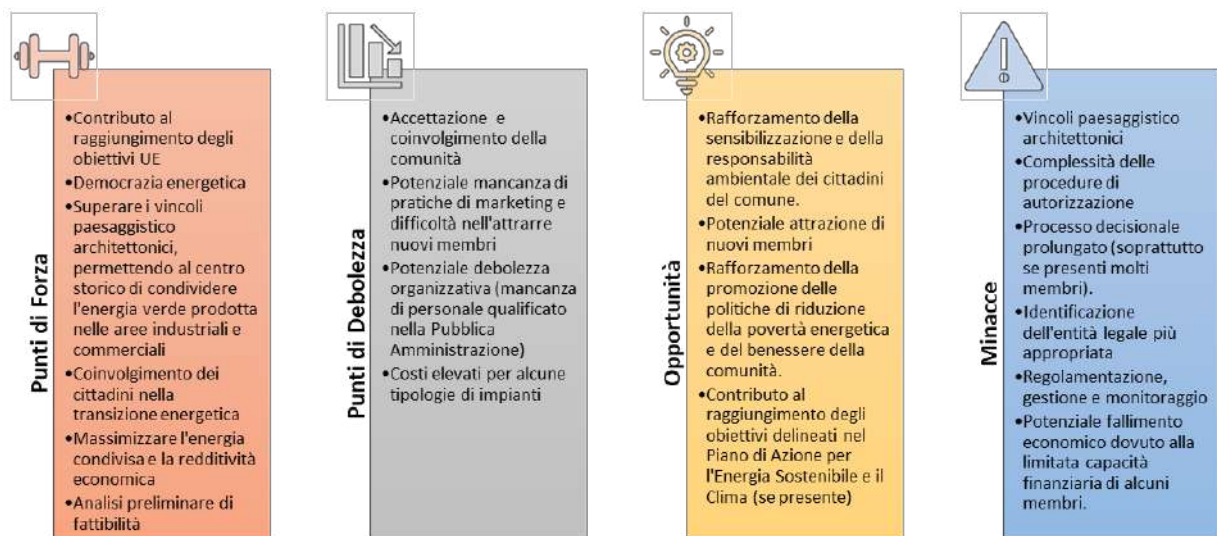 Punti di Forza
•Contributo al
raggiungimento degli
obiettivi UE
•Democrazia energetica
•Superare i vincoli
paesaggistico
architettonici,
permettendo al centro
storico di condividere
l'energia verde prodotta
nelle aree industriali e
commerciali
•Coinvolgimento dei
cittadini nella
transizione energetica
•Massimizzare l'energia
condivisa e la redditività
economica
•Analisi preliminare di
fattibilità
Punti di Debolezza
•Accettazione e
coinvolgimento della
comunità
•Potenziale mancanza di
pratiche di marketing e
difficoltà nell'attrarre
nuovi membri
•Potenziale debolezza
organizzativa (mancanza
di personale qualificato
nella Pubblica
Amministrazione)
•Costi elevati per alcune
tipologie di impianti
Opportunità
•Rafforzamento della
sensibilizzazione e della
responsabilità
ambientale dei cittadini
del comune.
•Potenziale attrazione di
nuovi membri
•Rafforzamento della
promozione delle
politiche di riduzione
della povertà energetica
e del benessere della
comunità.
•Contributo al
raggiungimento degli
obiettivi delineati nel
Piano di Azione per
l'Energia Sostenibile e il
Clima (se presente)
Minacce
•Vincoli paesaggistico
architettonici
•Complessità delle
procedure di
autorizzazione
•Processo decisionale
prolungato (soprattutto
se presenti molti
membri).
•Identificazione
dell'entità legale più
appropriata
•Regolamentazione,
gestione e monitoraggio
•Potenziale fallimento
economico dovuto alla
limitata capacità
finanziaria di alcuni
membri.